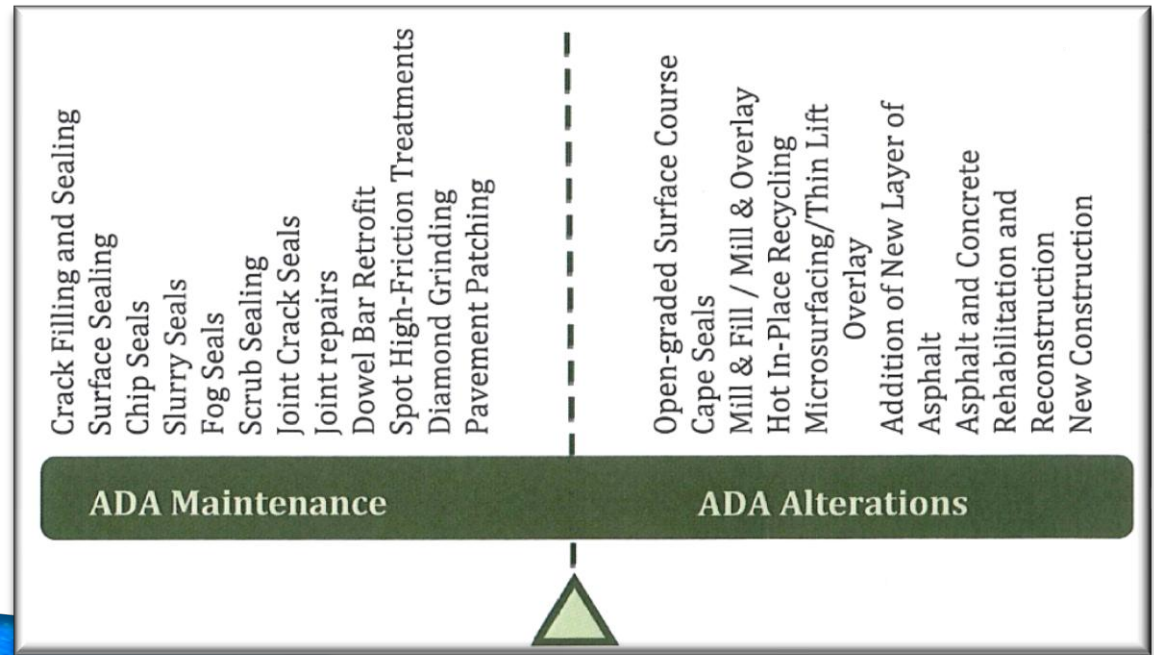 Crack Filling and Sealing
Surface Sealing
Chip Seals
Slurry Seals
Fog Seals
Scrub Sealing
Joint Crack Seals
Joint repairs
Dowel Bar Retrofit
Spot High-Friction Treatments
Diamond Grinding
Pavement Patching
Open-graded Surface Course
Cape Seals
Mill & Fill / Mill & Overlay
Hot In-Place Recycling
Microsurfacing/Thin Lift
Overlay
Addition of New Layer of
Asphalt
Asphalt and Concrete
Rehabilitation and
Reconstruction
New Construction
ADA Maintenance
ADA Alterations